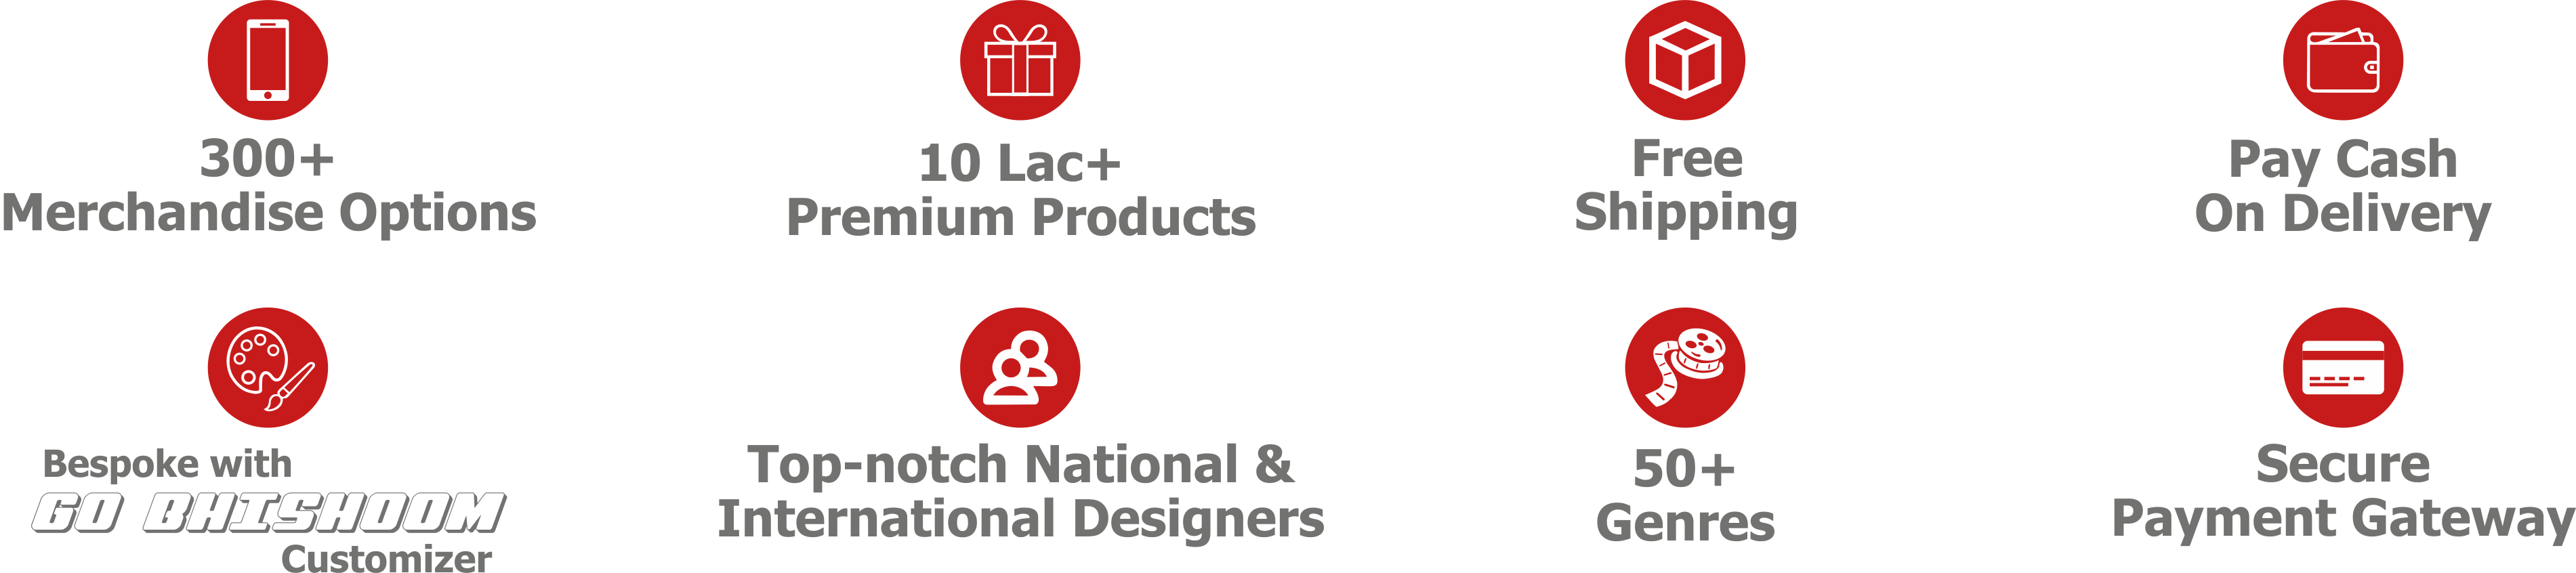 300+
Merchandise Options
10 Lac+
Premium Products
Free
Shipping
Pay Cash
On Delivery
Bespoke with
GO BHISHOOM
Customizer
Top-notch National &
International Designers
50+
Genres
Secure
Payment Gateway